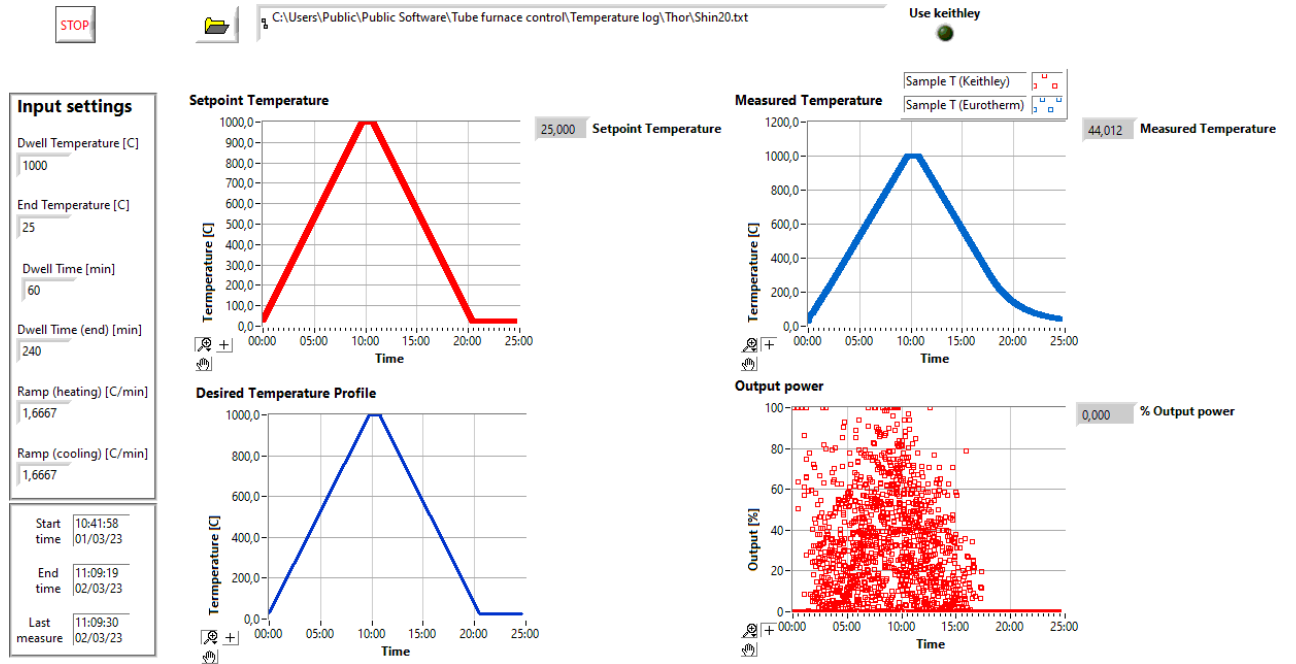 STOP
C:\Users\Public\Public Software\Tube furnace control\Temperature log\Thor\Shin20.txt
Use keithley
Input settings
Dwell Temperature [C]
1000
End Temperature [C]
25
Dwell Time [min]
60
Dwell Time (end) [min]
240
Ramp (heating) [C/min]
1,6667
Ramp (cooling) [C/min]
1,6667
Start time
10:41:58
01/03/23
End time
11:09:19
02/03/23
Last measure
11:09:30
02/03/23
Setpoint Temperature
25,000 Setpoint Temperature
Termperature [C]
1000,0
900,0
800,0
700,0
600,0
500,0
400,0
300,0
200,0
100,0
0,0
00:00 05:00 10:00 15:00 20:00 25:00
Time
Measured Temperature
Sample T (Keithley)
Sample T (Eurotherm)
44,012 Measured Temperature
Termperature [C]
1200,0
1000,0
800,0
600,0
400,0
200,0
0,0
00:00 05:00 10:00 15:00 20:00 25:00
Time
Desired Temperature Profile
Termperature [C]
1000,0
800,0
600,0
400,0
200,0
0,0
00:00 05:00 10:00 15:00 20:00 25:00
Time
Output power
0,000 % Output power
Output [%]
100
80
60
40
20
0
00:00 05:00 10:00 15:00 20:00 25:00
Time